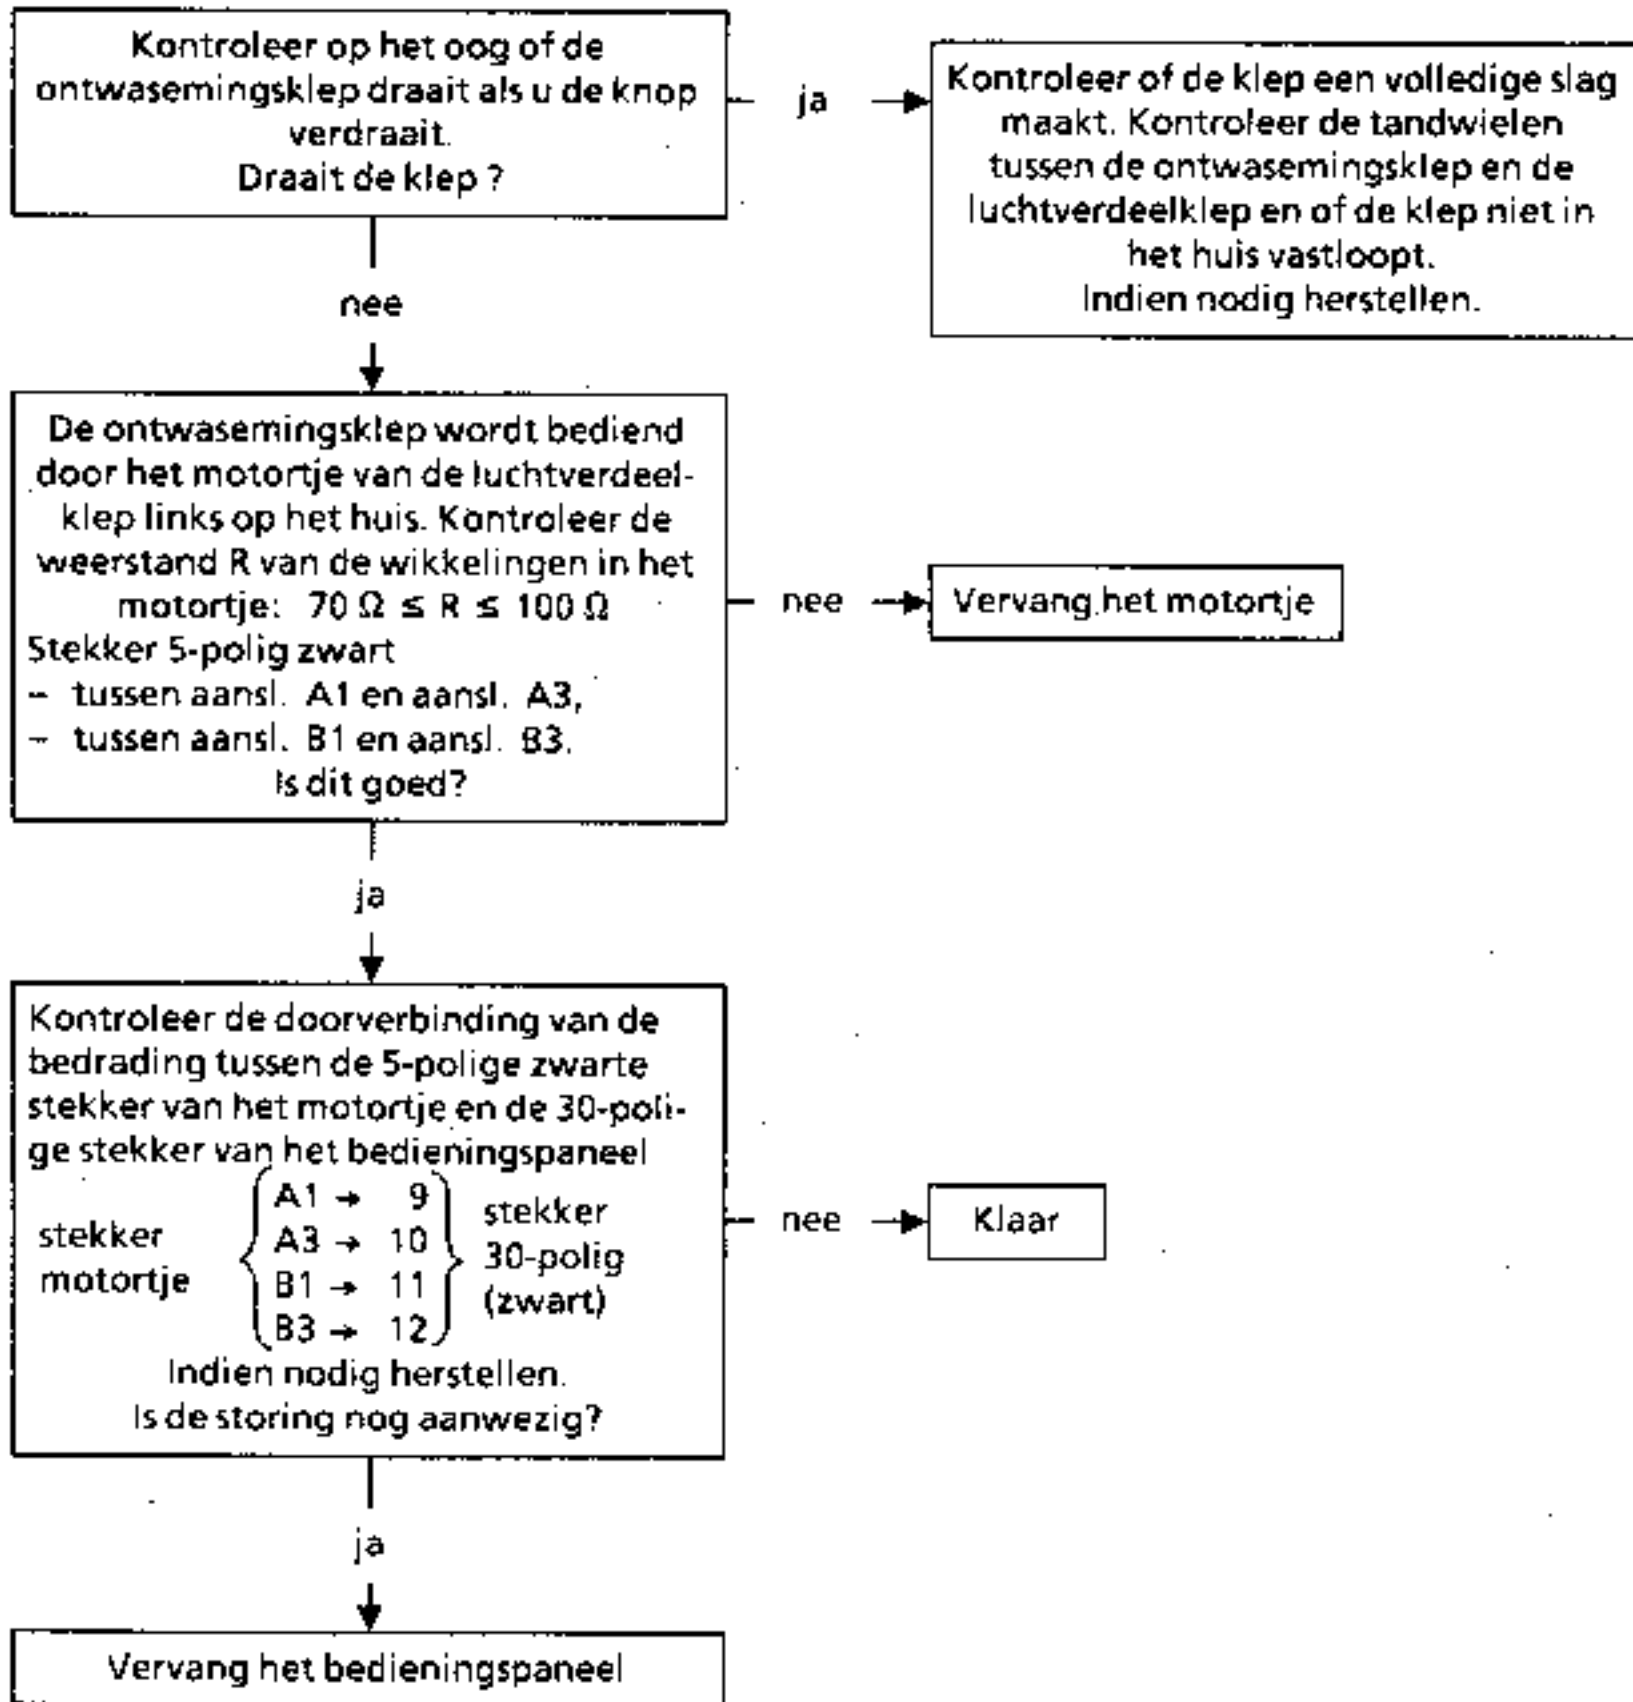 Kontroleer op het oog of de
ontwasemingsklep draait als u de knop
verdraait.
Draait de klep ?
ja
Kontroleer of de klep een volledige slag
maakt. Kontroleer de tandwielen
tussen de ontwasemingsklep en de
luchtverdeelklep en of de klep niet in
het huis vastloopt.
Indien nodig herstellen.
nee
De ontwasemingsklep wordt bediend
door het motortje van de luchtverdeel-
klep links op het huis. Kontroleer de
weerstand R van de wikkelingen in het
motortje: 70 Ω ≤ R ≤ 100 Ω
Stekker 5-polig zwart
– tussen aansl. A1 en aansl. A3,
– tussen aansl. B1 en aansl. B3.
Is dit goed?
nee
Vervang het motortje
ja
Kontroleer de doorverbinding van de
bedrading tussen de 5-polige zwarte
stekker van het motortje en de 30-poli-
ge stekker van het bedieningspaneel
stekker
motortje
A1 → 9
A3 → 10
B1 → 11
B3 → 12
stekker
30-polig
(zwart)
Indien nodig herstellen.
Is de storing nog aanwezig?
nee
Klaar
ja
Vervang het bedieningspaneel